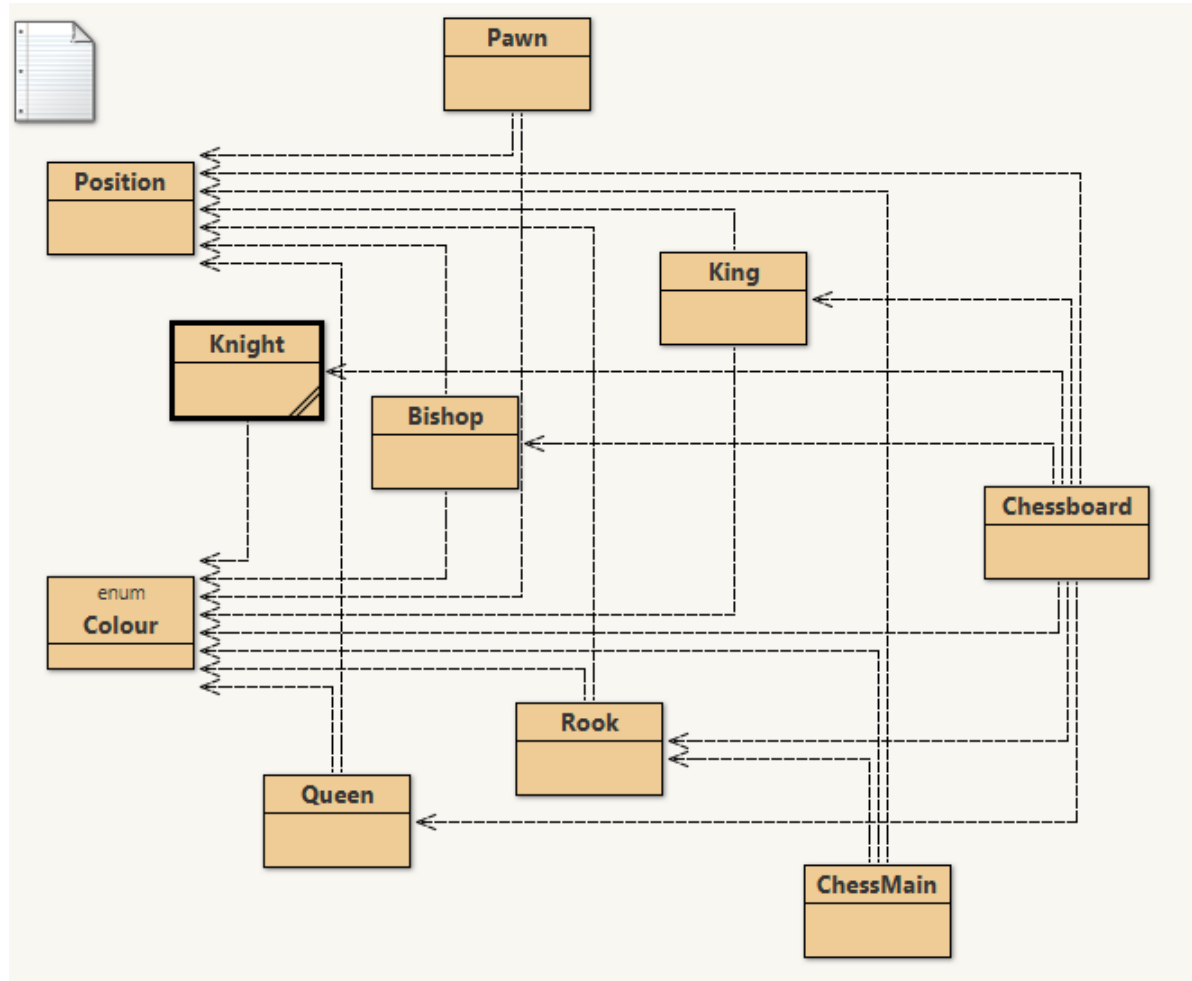 Pawn
Position
King
Knight
Bishop
Chessboard
enum
Colour
Rook
Queen
ChessMain